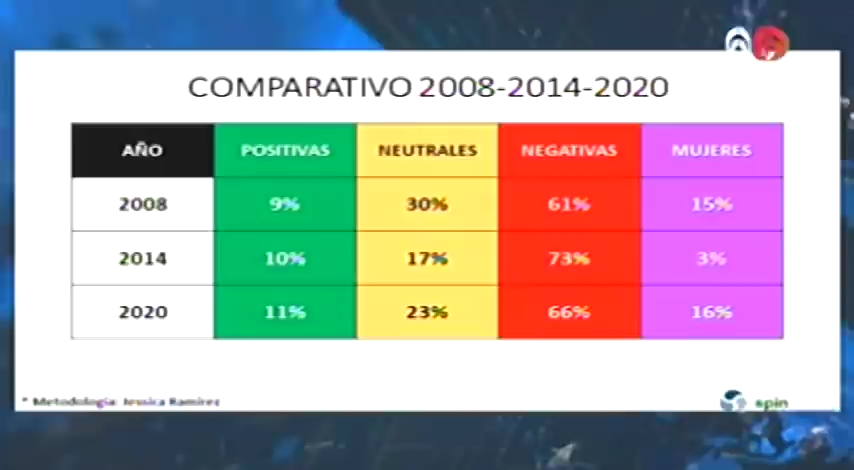 COMPARATIVO 2008-2014-2020
AÑO POSITIVAS NEUTRALES NEGATIVAS MUJERES
2008 9% 30% 61% 15%
2014 10% 17% 73% 3%
2020 11% 23% 66% 16%
* Metodología: Jessica Ramírez
spin